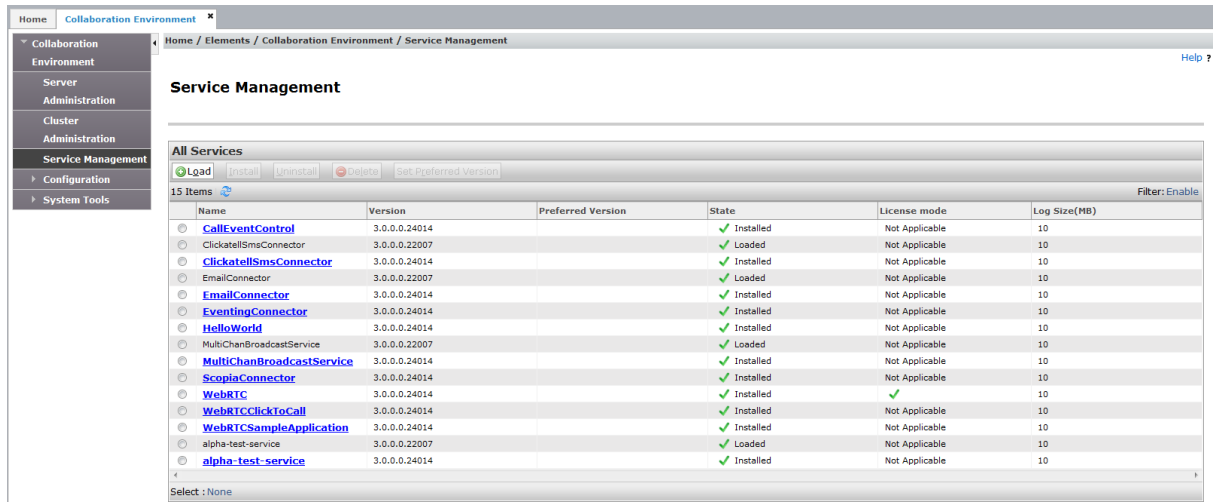 Home Collaboration Environment ×
Collaboration
Environment
Server
Administration
Cluster
Administration
Service Management
Configuration
System Tools
Home / Elements / Collaboration Environment / Service Management
Help ?
Service Management
All Services
Load Install Uninstall Delete Set Preferred Version
15 Items Filter: Enable
Name Version Preferred Version State License mode Log Size(MB)
CallEventControl 3.0.0.0.24014 Installed Not Applicable 10
ClickatellSmsConnector 3.0.0.0.22007 Loaded Not Applicable 10
ClickatellSmsConnector 3.0.0.0.24014 Installed Not Applicable 10
EmailConnector 3.0.0.0.22007 Loaded Not Applicable 10
EmailConnector 3.0.0.0.24014 Installed Not Applicable 10
EventingConnector 3.0.0.0.24014 Installed Not Applicable 10
HelloWorld 3.0.0.0.24014 Installed Not Applicable 10
MultiChanBroadcastService 3.0.0.0.22007 Loaded Not Applicable 10
MultiChanBroadcastService 3.0.0.0.24014 Installed Not Applicable 10
ScopiaConnector 3.0.0.0.24014 Installed Not Applicable 10
WebRTC 3.0.0.0.24014 Installed 10
WebRTCClickToCall 3.0.0.0.24014 Installed Not Applicable 10
WebRTCSampleApplication 3.0.0.0.24014 Installed Not Applicable 10
alpha-test-service 3.0.0.0.22007 Loaded Not Applicable 10
alpha-test-service 3.0.0.0.24014 Installed Not Applicable 10
Select : None